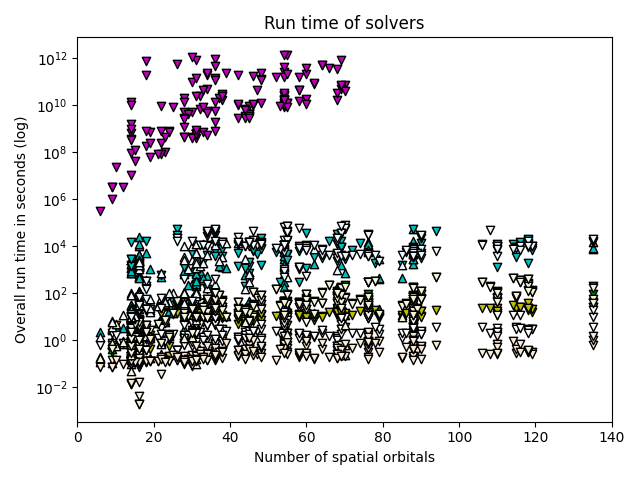 Run time of solvers
Overall run time in seconds (log)
10^12
10^10
10^8
10^6
10^4
10^2
10^0
10^−2
0 20 40 60 80 100 120 140
Number of spatial orbitals